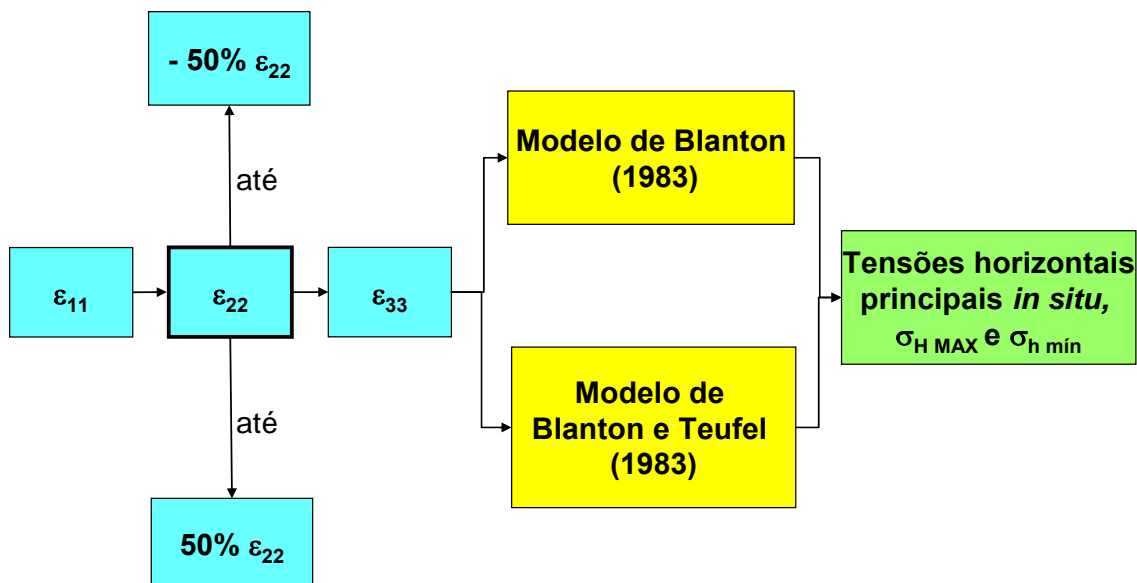 - 50% ε22
até
ε11
ε22
ε33
até
50% ε22
Modelo de Blanton
(1983)
Modelo de
Blanton e Teufel
(1983)
Tensões horizontais
principais in situ,
σH MAX e σh mín